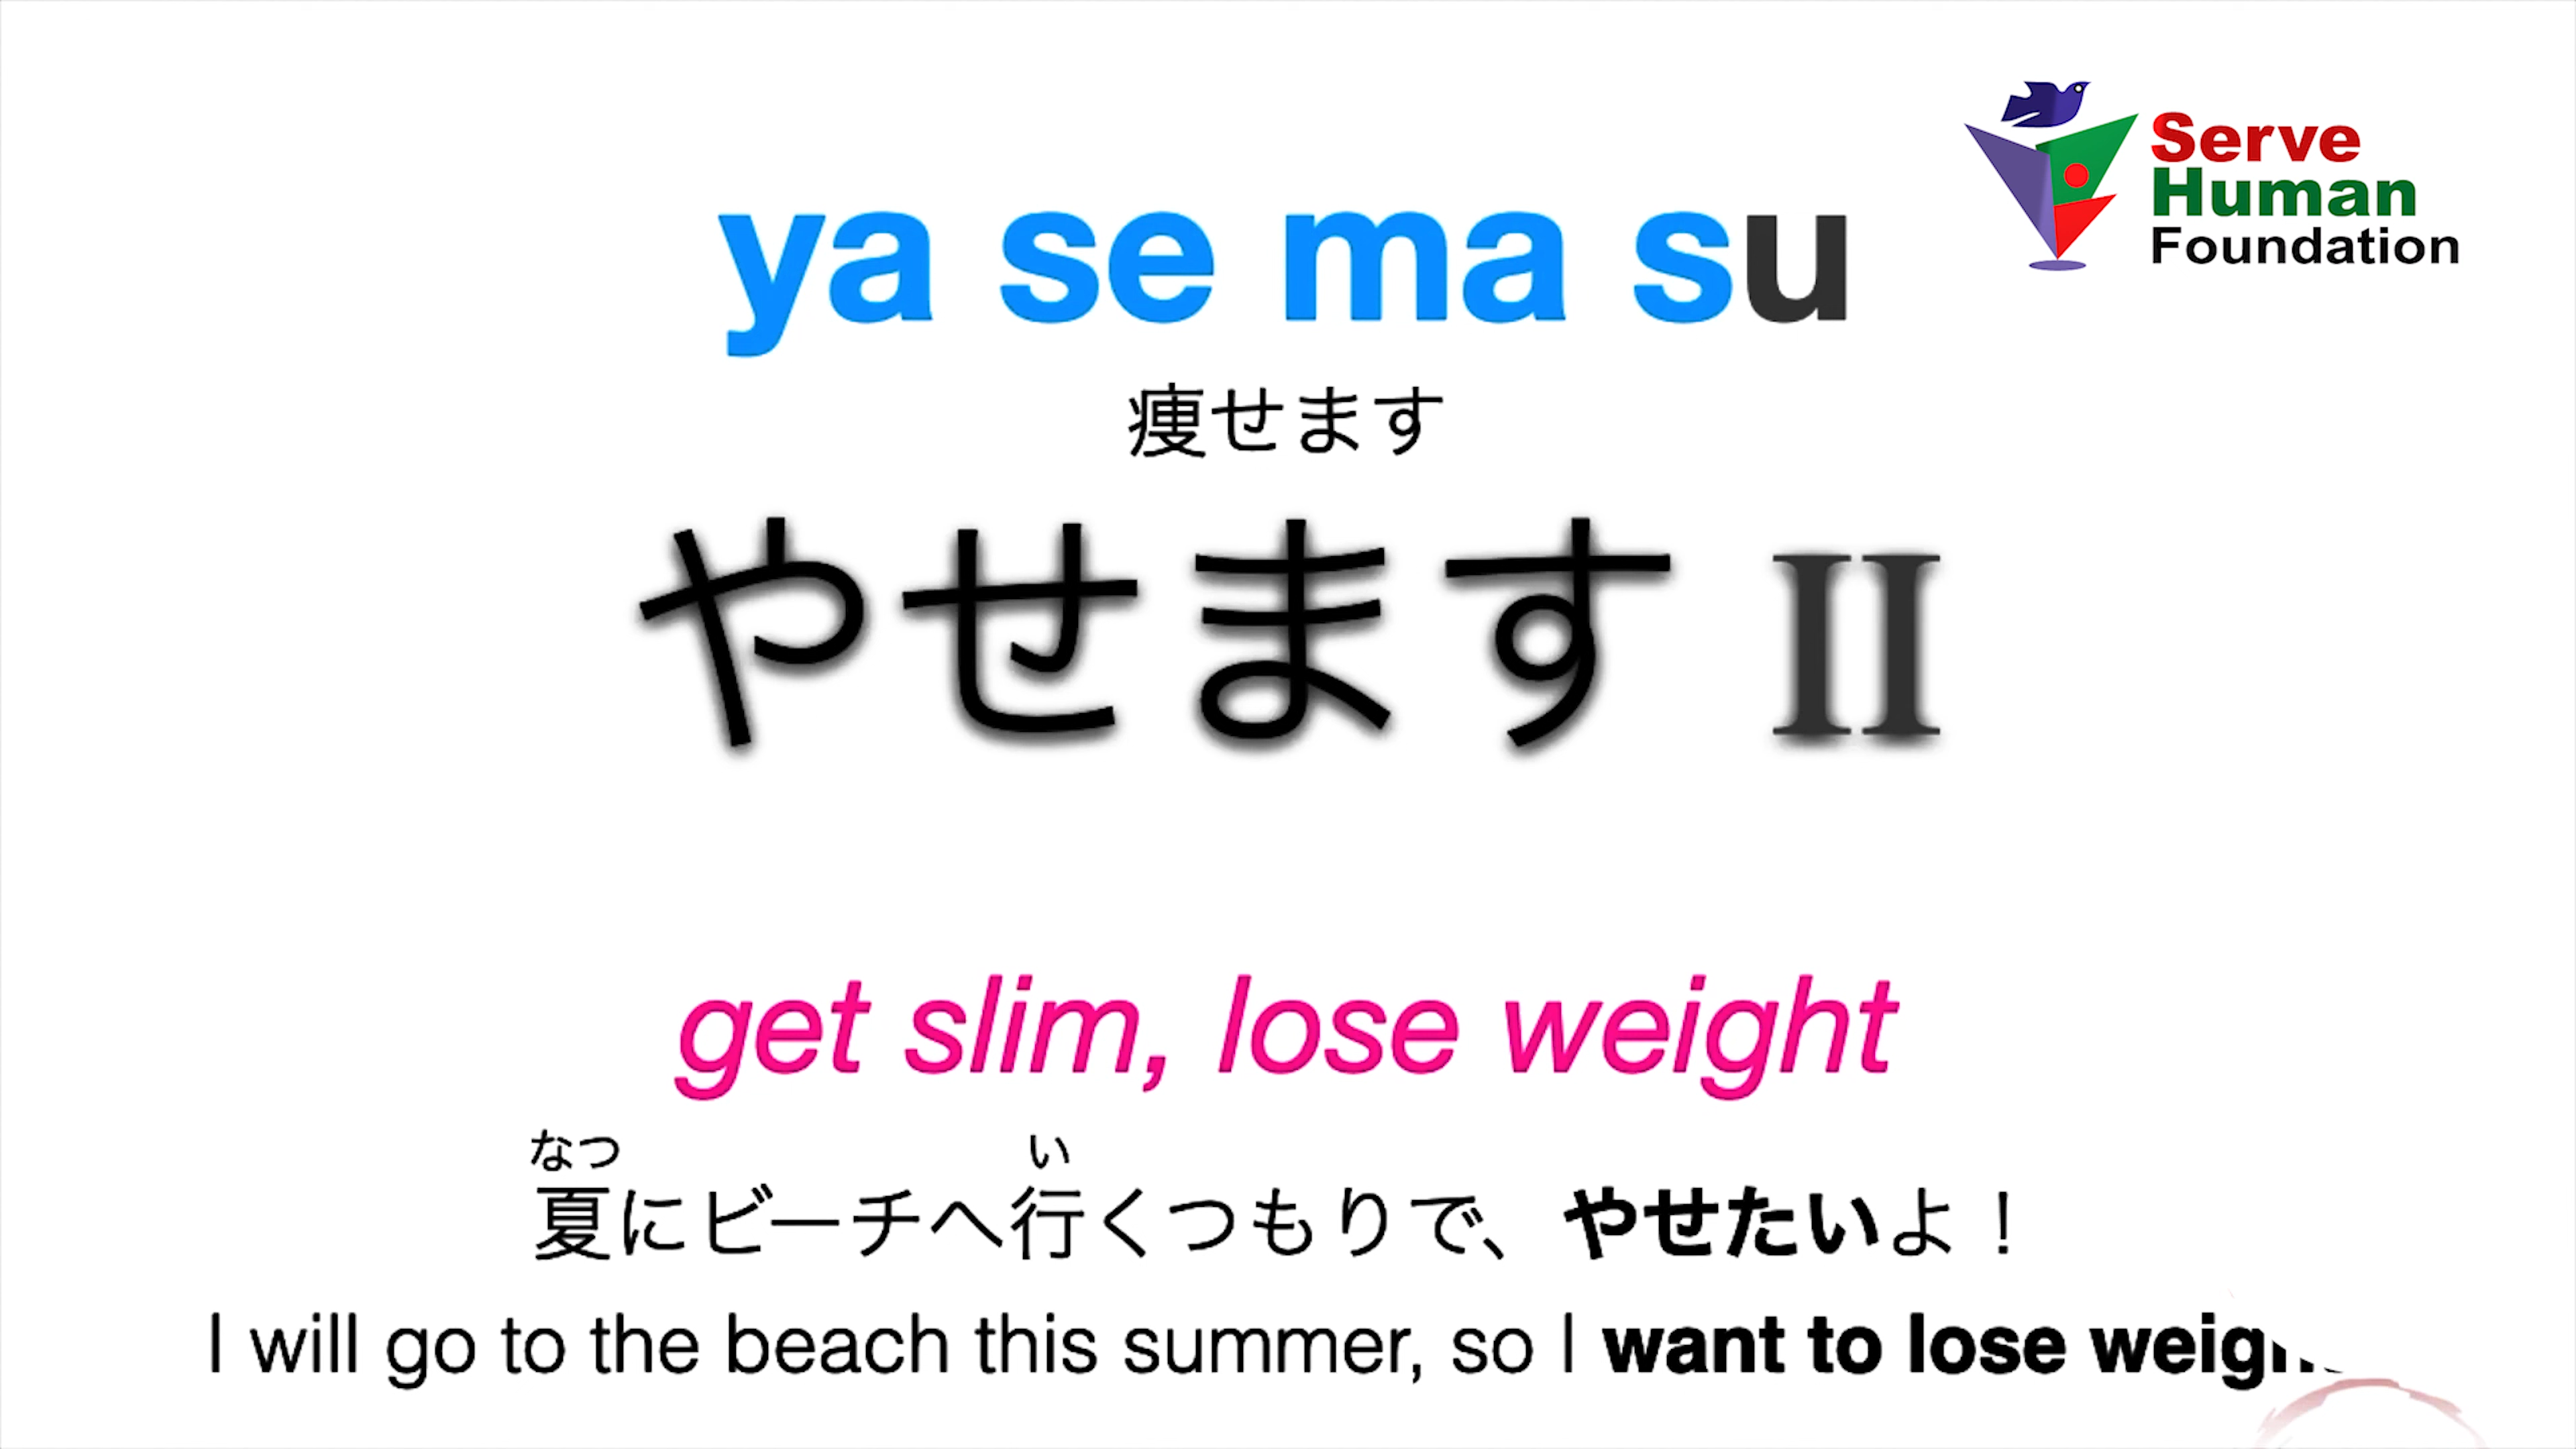 Serve
Human
Foundation
ya se ma su
痩せます
やせます II
get slim, lose weight
なつ い
夏にビーチへ行くつもりで、やせたいよ！
I will go to the beach this summer, so I want to lose